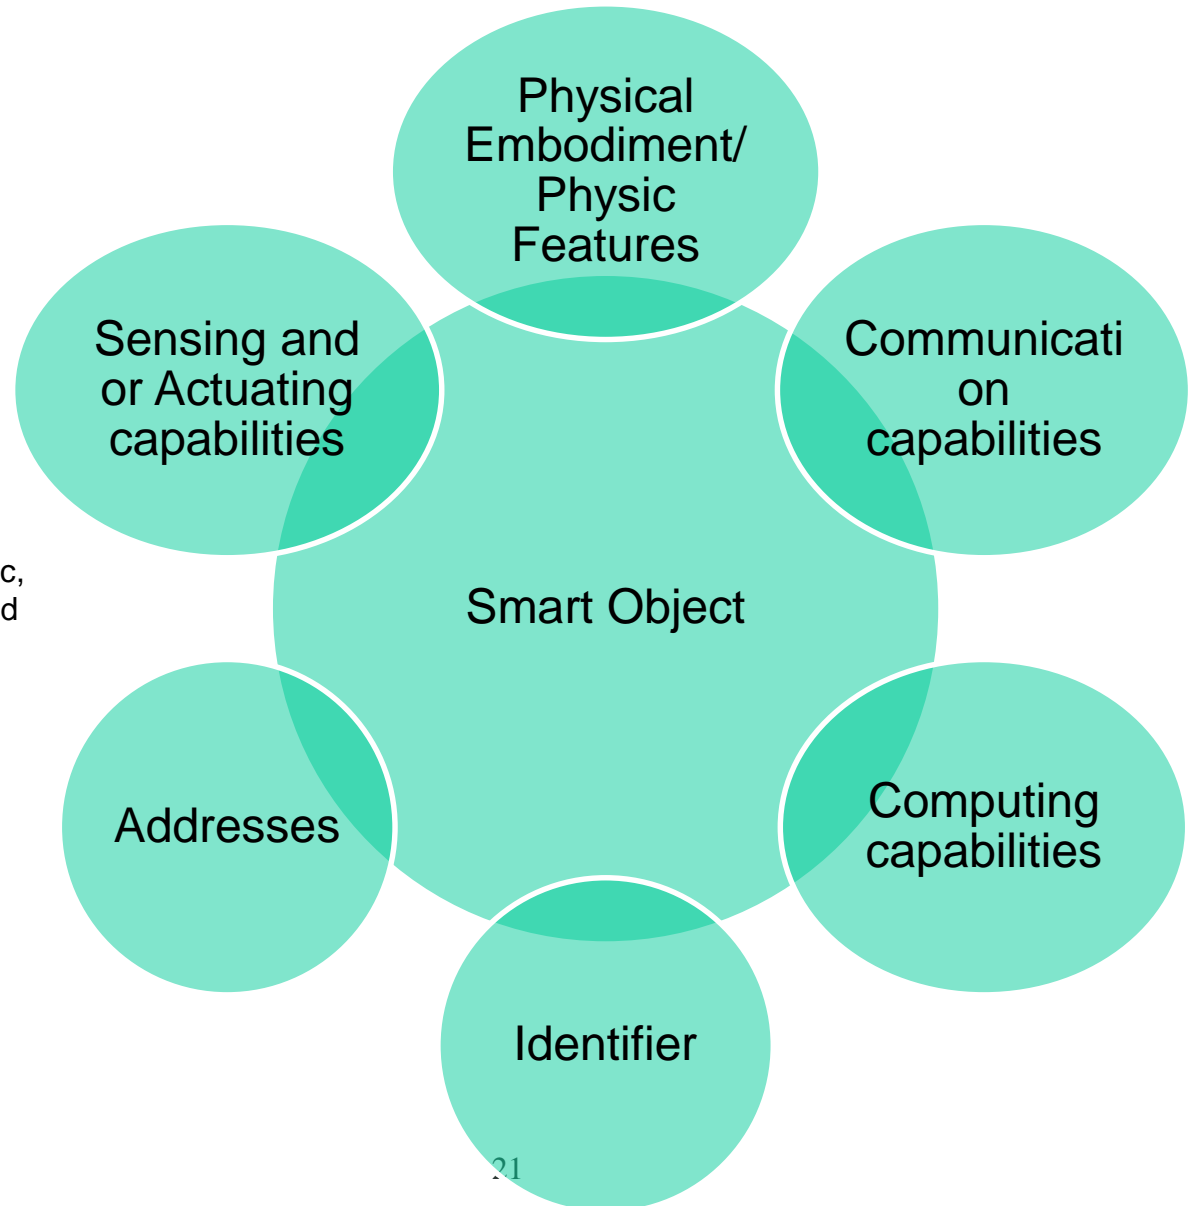 Physical
Embodiment/
Physic
Features
Sensing and
or Actuating
capabilities
Communicati
on
capabilities
c,
d
Smart Object
Addresses
Computing
capabilities
Identifier
21